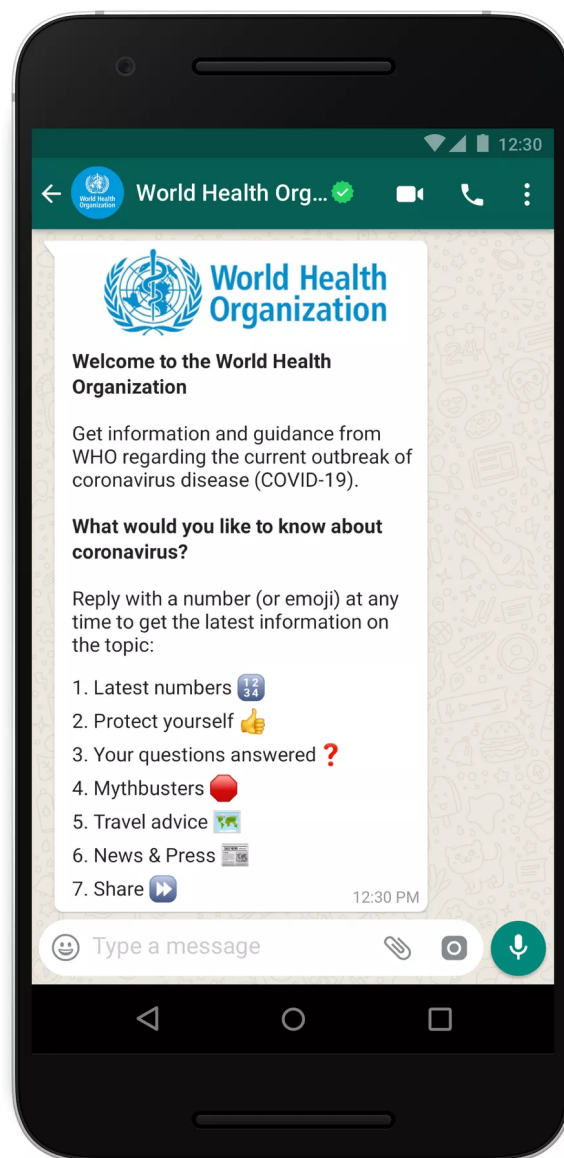 12:30
World Health Org...
World Health
Organization
World Health
Organization
Welcome to the World Health
Organization
Get information and guidance from
WHO regarding the current outbreak of
coronavirus disease (COVID-19).
What would you like to know about
coronavirus?
Reply with a number (or emoji) at any
time to get the latest information on
the topic:
1. Latest numbers 🔢
2. Protect yourself 👍
3. Your questions answered ❓
4. Mythbusters 🛑
5. Travel advice 🗺️
6. News & Press 📰
7. Share ⏩
12:30 PM
Type a message